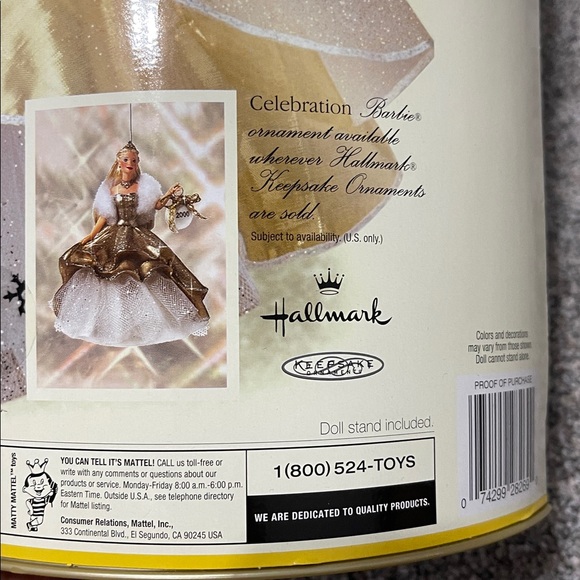 Celebration Barbie®
ornament available
wherever Hallmark®
Keepsake Ornaments
are sold.
Subject to availability. (U.S. only.)
2000
Hallmark
KEEPSAKE
ORNAMENTS
Colors and decorations
may vary from those shown.
Doll cannot stand alone.
PROOF OF PURCHASE
Doll stand included.
0 74299 28269
MATTY MATTEL™ toys
YOU CAN TELL IT'S MATTEL! CALL us toll-free or
write with any comments or questions about our
products or service. Monday-Friday 8:00 a.m.-6:00 p.m.
Eastern Time. Outside U.S.A., see telephone directory
for Mattel listing.
Consumer Relations, Mattel, Inc.,
333 Continental Blvd., El Segundo, CA 90245 USA
1(800) 524-TOYS
WE ARE DEDICATED TO QUALITY PRODUCTS.